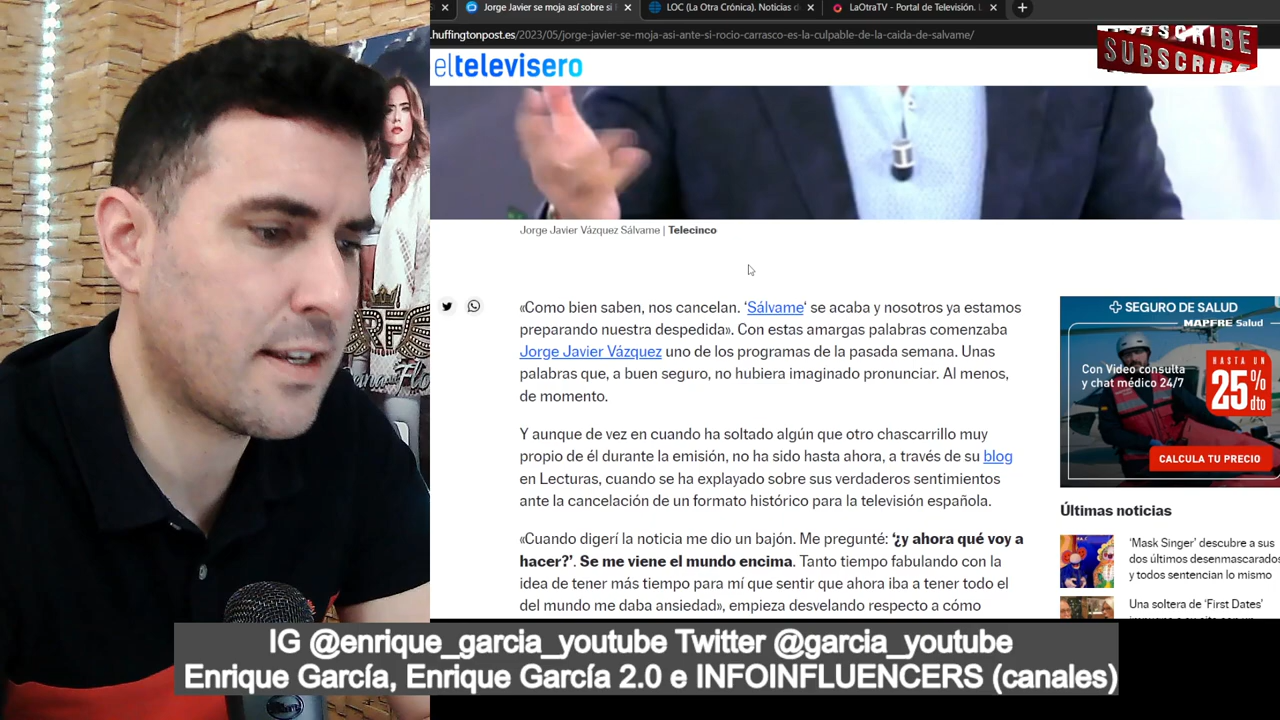 Jorge Javier se moja así sobre si
LOC (La Otra Crónica). Noticias d
LaOtraTV - Portal de Televisión. L
.huffingtonpost.es/2023/05/jorge-javier-se-moja-asi-ante-si-rocio-carrasco-es-la-culpable-de-la-caida-de-salvame/
SUBSCRIBE
eltelevisero
Jorge Javier Vázquez Sálvame | Telecinco
«Como bien saben, nos cancelan. ‘Sálvame‘ se acaba y nosotros ya estamos
preparando nuestra despedida». Con estas amargas palabras comenzaba
Jorge Javier Vázquez uno de los programas de la pasada semana. Unas
palabras que, a buen seguro, no hubiera imaginado pronunciar. Al menos,
de momento.
Y aunque de vez en cuando ha soltado algún que otro chascarrillo muy
propio de él durante la emisión, no ha sido hasta ahora, a través de su blog
en Lecturas, cuando se ha explayado sobre sus verdaderos sentimientos
ante la cancelación de un formato histórico para la televisión española.
«Cuando digerí la noticia me dio un bajón. Me pregunté: ‘¿y ahora qué voy a
hacer?’. Se me viene el mundo encima. Tanto tiempo fabulando con la
idea de tener más tiempo para mí que sentir que ahora iba a tener todo el
del mundo me daba ansiedad», empieza desvelando respecto a cómo
SEGURO DE SALUD
MAPFRE Salud
Con Video consulta
y chat médico 24/7
HASTA UN
25% dto
CALCULA TU PRECIO
Últimas noticias
‘Mask Singer’ descubre a sus
dos últimos desenmascarados
y todos sentencian lo mismo
Una soltera de ‘First Dates’
IG @enrique_garcia_youtube Twitter @garcia_youtube
Enrique García, Enrique García 2.0 e INFOINFLUENCERS (canales)